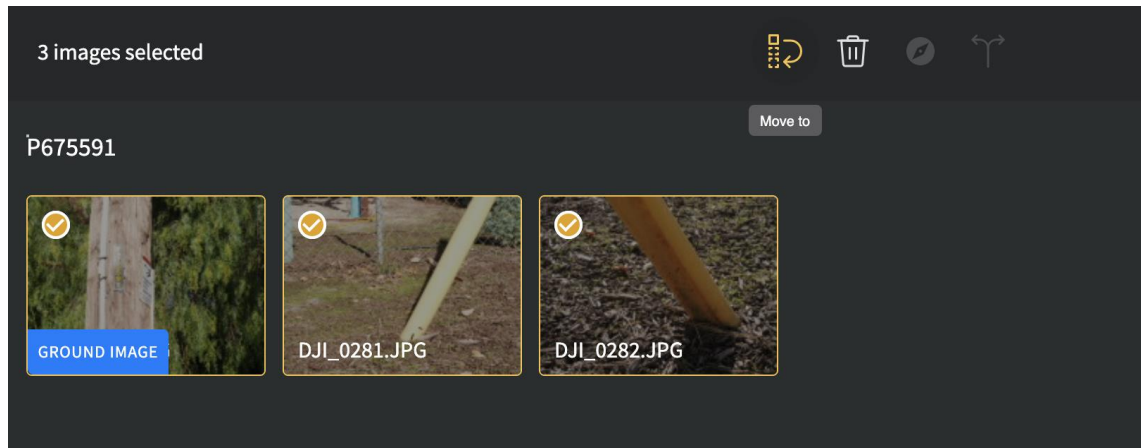 3 images selected
Move to
P675591
GROUND IMAGE
DJI_0281.JPG
DJI_0282.JPG